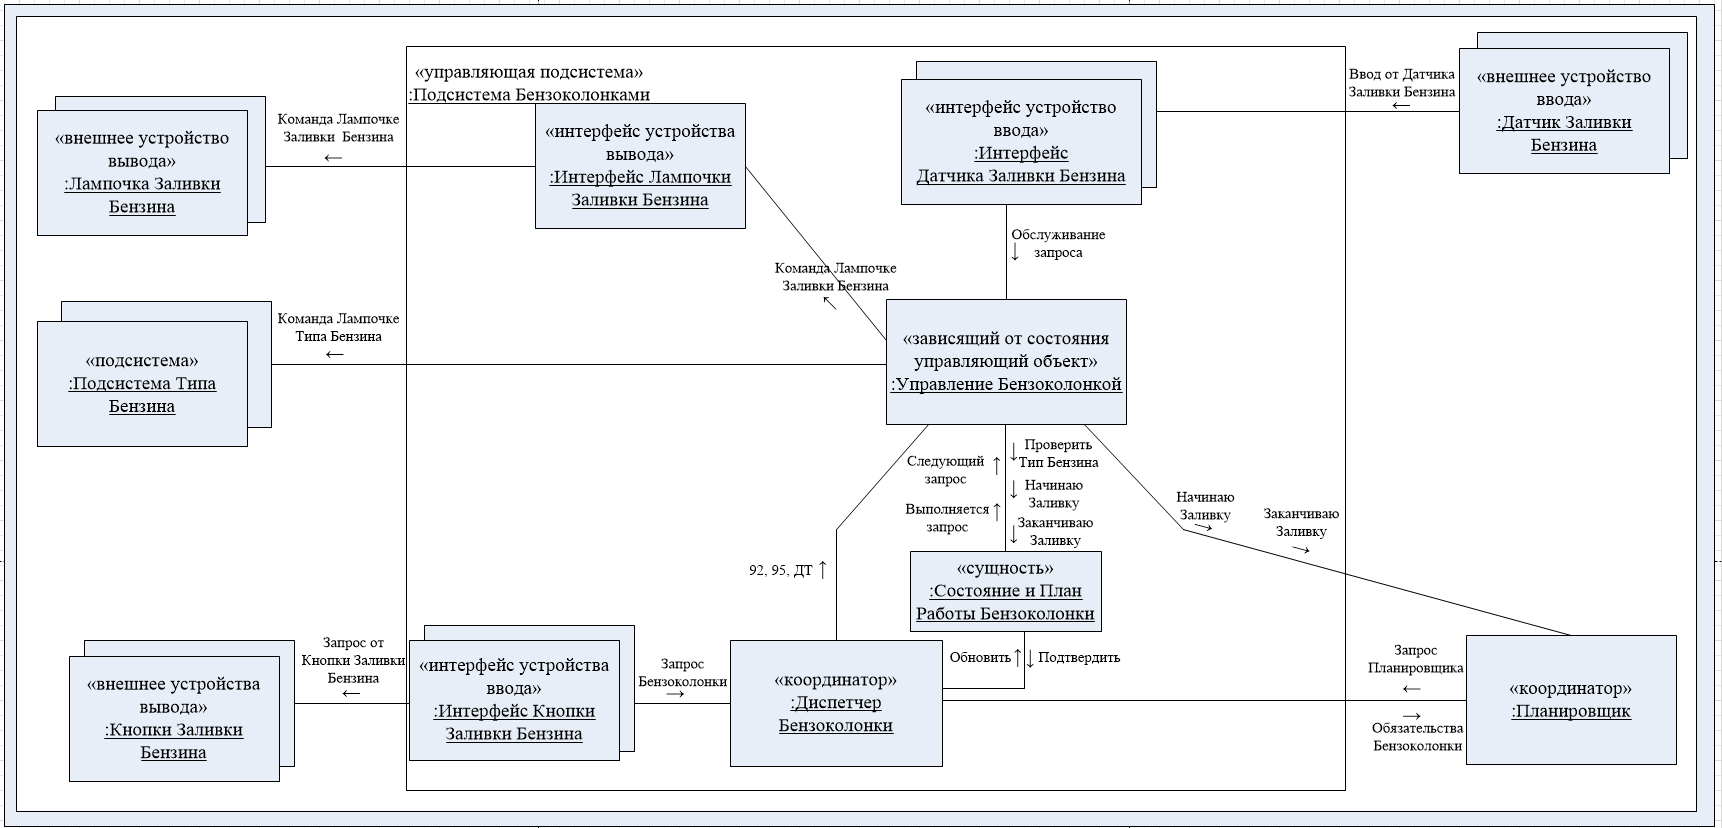 «управляющая подсистема»
:Подсистема Бензоколонками
«внешнее устройство
вывода»
:Лампочка Заливки
Бензина
Команда Лампочке
Заливки Бензина
←
«интерфейс устройства
вывода»
:Интерфейс Лампочки
Заливки Бензина
«интерфейс устройство
ввода»
:Интерфейс
Датчика Заливки Бензина
Ввод от Датчика
Заливки Бензина
←
«внешнее устройство
ввода»
:Датчик Заливки
Бензина
Обслуживание
↓ запроса
Команда Лампочке
Заливки Бензина
↖
«подсистема»
:Подсистема Типа
Бензина
Команда Лампочке
Типа Бензина
←
«зависящий от состояния
управляющий объект»
:Управление Бензоколонкой
Следующий ↑
запрос
Выполняется ↑
запрос
↓ Проверить
Тип Бензина
↓ Начинаю
Заливку
↓ Заканчиваю
Заливку
Начинаю
Заливку
→
Заканчиваю
Заливку
→
92, 95, ДТ ↑
«сущность»
:Состояние и План
Работы Бензоколонки
Обновить ↑ ↓ Подтвердить
«внешнее устройства
вывода»
:Кнопки Заливки
Бензина
Запрос от
Кнопки Заливки
Бензина
←
«интерфейс устройства
ввода»
:Интерфейс Кнопки
Заливки Бензина
Запрос
Бензоколонки
→
«координатор»
:Диспетчер
Бензоколонки
Запрос
Планировщика
←
→
Обязательства
Бензоколонки
«координатор»
:Планировщик